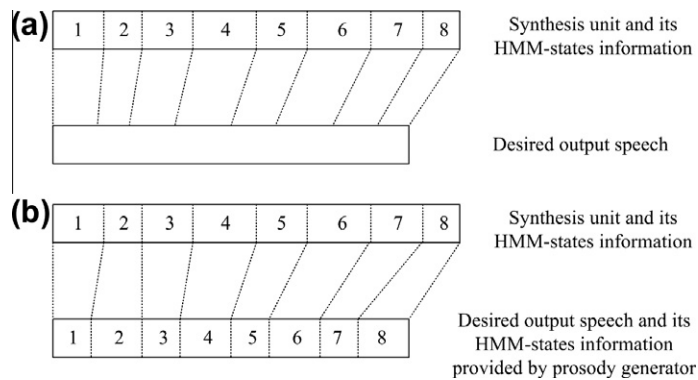 (a)
1 2 3 4 5 6 7 8
Synthesis unit and its
HMM-states information
Desired output speech
(b)
1 2 3 4 5 6 7 8
Synthesis unit and its
HMM-states information
1 2 3 4 5 6 7 8
Desired output speech and its
HMM-states information
provided by prosody generator